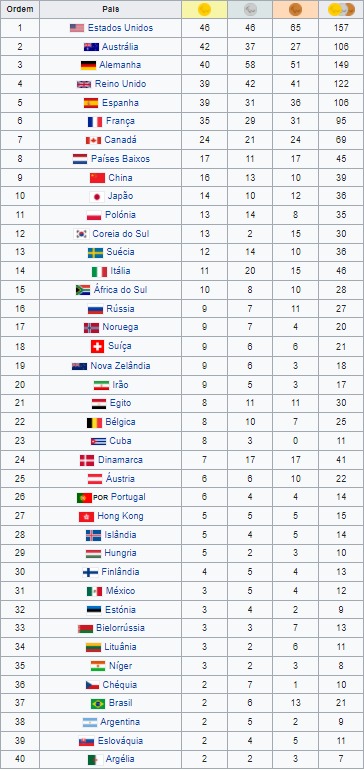 Ordem País
1 Estados Unidos 46 46 65 157
2 Austrália 42 37 27 106
3 Alemanha 40 58 51 149
4 Reino Unido 39 42 41 122
5 Espanha 39 31 36 106
6 França 35 29 31 95
7 Canadá 24 21 24 69
8 Países Baixos 17 11 17 45
9 China 16 13 10 39
10 Japão 14 10 12 36
11 Polónia 13 14 8 35
12 Coreia do Sul 13 2 15 30
13 Suécia 12 14 10 36
14 Itália 11 20 15 46
15 África do Sul 10 8 10 28
16 Rússia 9 7 11 27
17 Noruega 9 7 4 20
18 Suíça 9 6 6 21
19 Nova Zelândia 9 6 3 18
20 Irão 9 5 3 17
21 Egito 8 11 11 30
22 Bélgica 8 10 7 25
23 Cuba 8 3 0 11
24 Dinamarca 7 17 17 41
25 Áustria 6 6 10 22
26 POR Portugal 6 4 4 14
27 Hong Kong 5 5 5 15
28 Islândia 5 4 5 14
29 Hungria 5 2 3 10
30 Finlândia 4 5 4 13
31 México 3 5 4 12
32 Estónia 3 4 2 9
33 Bielorrússia 3 3 7 13
34 Lituânia 3 2 6 11
35 Níger 3 2 3 8
36 Chéquia 2 7 1 10
37 Brasil 2 6 13 21
38 Argentina 2 5 2 9
39 Eslováquia 2 4 5 11
40 Argélia 2 2 3 7